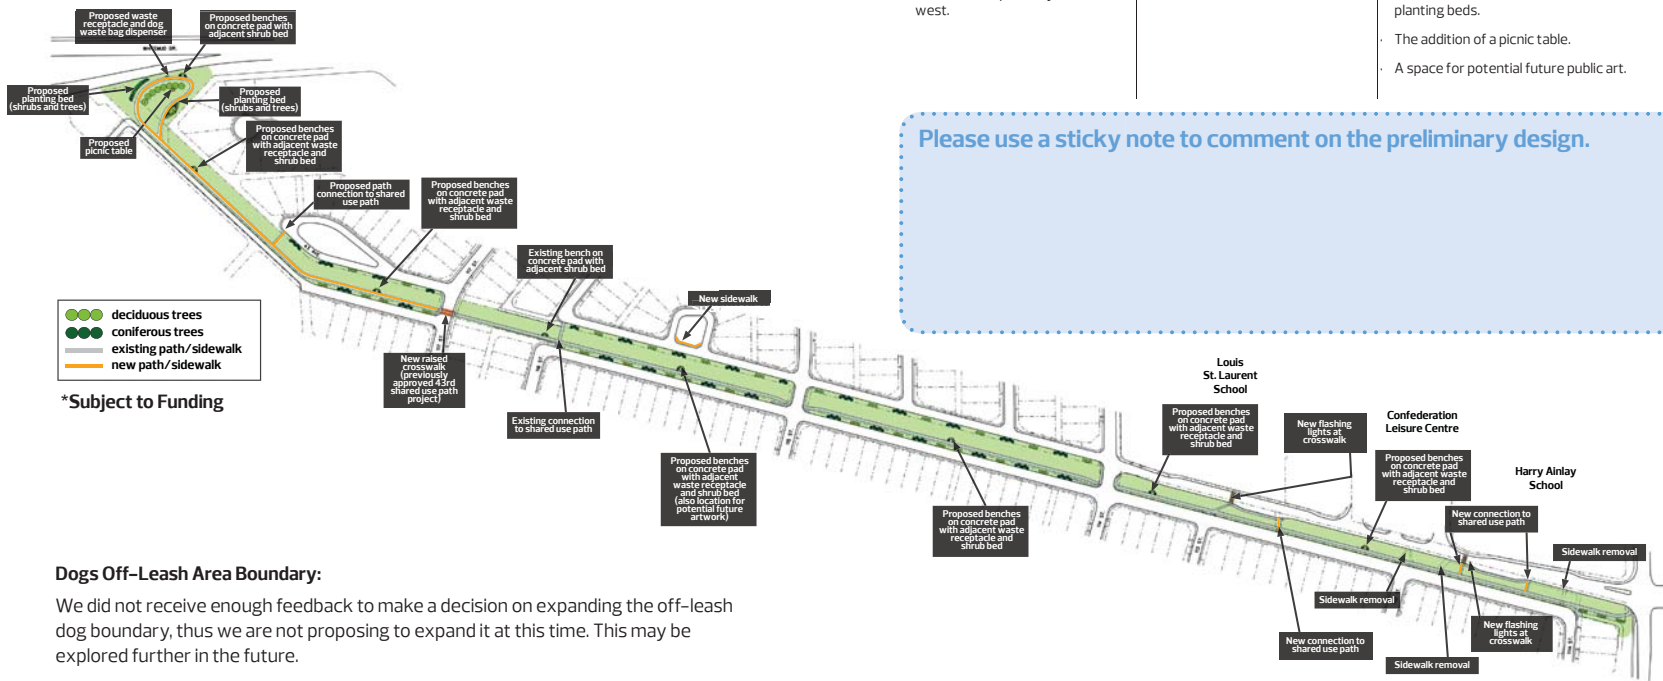 west.
planting beds.
· The addition of a picnic table.
· A space for potential future public art.
Please use a sticky note to comment on the preliminary design.
Proposed waste
receptacle and dog
waste bag dispenser
Proposed benches
on concrete pad with
adjacent shrub bed
Proposed
planting bed
(shrubs and trees)
Proposed
planting bed
(shrubs and trees)
Proposed
picnic table
Proposed benches
on concrete pad
with adjacent waste
receptacle and
shrub bed
Proposed path
connection to shared
use path
Proposed benches
on concrete pad
with adjacent waste
receptacle and
shrub bed
Existing bench on
concrete pad with
adjacent shrub bed
New sidewalk
deciduous trees
coniferous trees
existing path/sidewalk
new path/sidewalk
*Subject to Funding
New raised
crosswalk
(previously
approved 43rd
shared use path
project)
Existing connection
to shared use path
Proposed benches
on concrete pad
with adjacent
waste receptacle
and shrub bed
(also location for
potential future
artwork)
Proposed benches
on concrete pad
with adjacent waste
receptacle and
shrub bed
Louis
St. Laurent
School
Proposed benches
on concrete pad
with adjacent waste
receptacle and
shrub bed
New flashing
lights at
crosswalk
Confederation
Leisure Centre
Proposed benches
on concrete pad
with adjacent waste
receptacle and
shrub bed
Harry Ainlay
School
New connection to
shared use path
Sidewalk removal
Sidewalk removal
New connection to
shared use path
Sidewalk removal
New flashing
lights at
crosswalk
Dogs Off-Leash Area Boundary:
We did not receive enough feedback to make a decision on expanding the off-leash
dog boundary, thus we are not proposing to expand it at this time. This may be
explored further in the future.